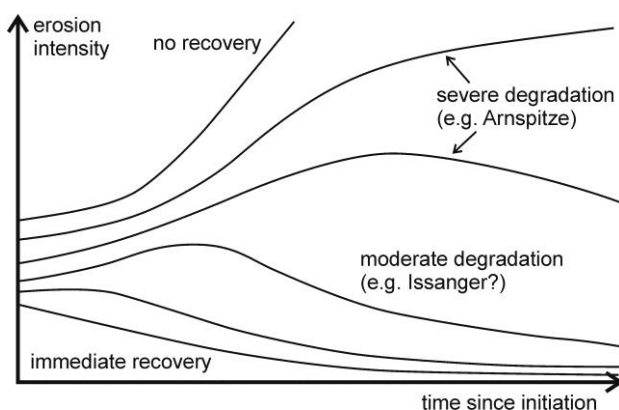 erosion
intensity
no recovery
severe degradation
(e.g. Arnspitze)
moderate degradation
(e.g. Issanger?)
immediate recovery
time since initiation